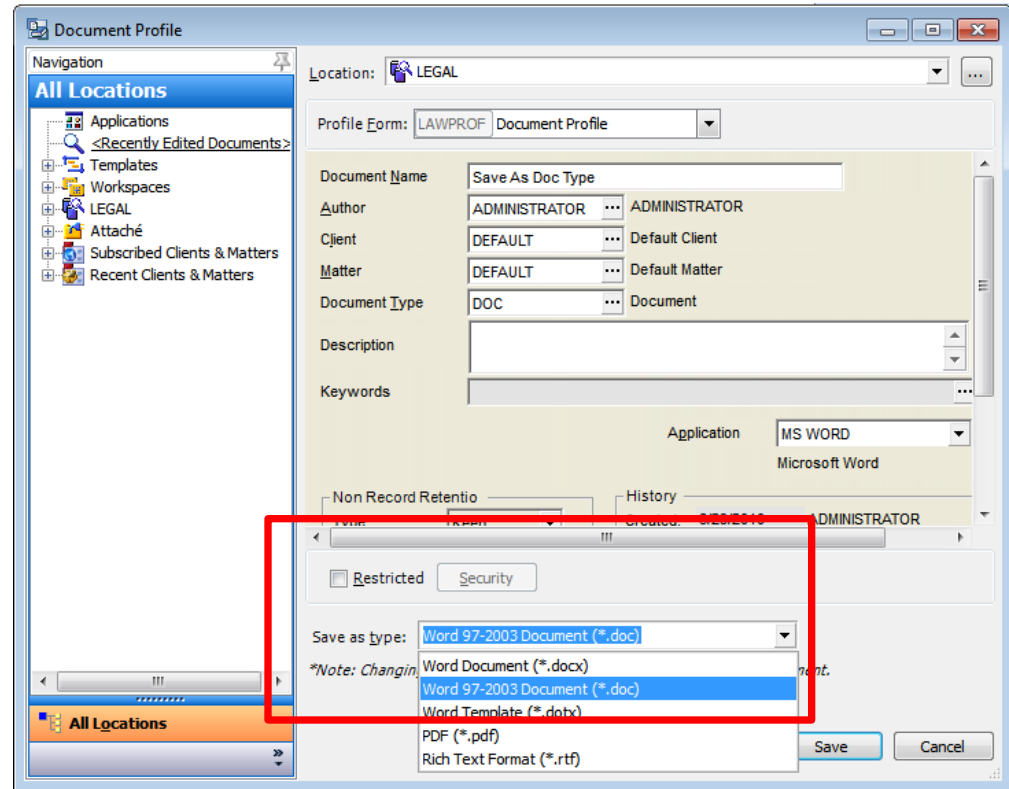 Document Profile
Navigation
All Locations
Applications
<Recently Edited Documents>
Templates
Workspaces
LEGAL
Attaché
Subscribed Clients & Matters
Recent Clients & Matters
All Locations
Location: LEGAL ...
Profile Form: LAWPROF Document Profile
Document Name Save As Doc Type
Author ADMINISTRATOR ... ADMINISTRATOR
Client DEFAULT ... Default Client
Matter DEFAULT ... Default Matter
Document Type DOC ... Document
Description
Keywords ...
Application MS WORD
Microsoft Word
Non Record Retentio History
Type Keep Created: ADMINISTRATOR
Restricted Security
Save as type: Word 97-2003 Document (*.doc)
*Note: Changin
Word Document (*.docx)
Word 97-2003 Document (*.doc)
Word Template (*.dotx)
PDF (*.pdf)
Rich Text Format (*.rtf)
Save Cancel